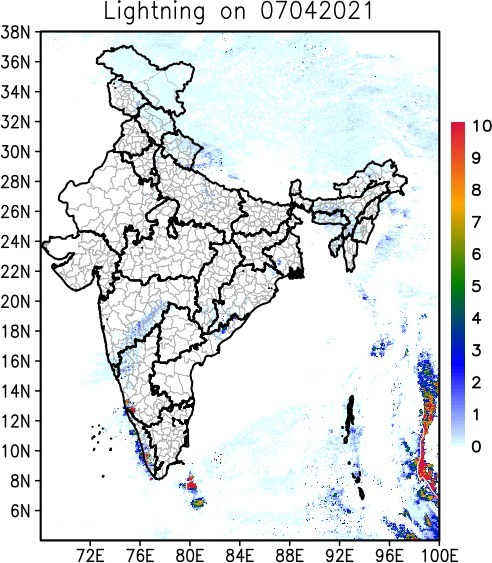 Lightning on 07042021
38N
36N
34N
32N
30N
28N
26N
24N
22N
20N
18N
16N
14N
12N
10N
8N
6N
72E 76E 80E 84E 88E 92E 96E 100E
10
9
8
7
6
5
4
3
2
1
0